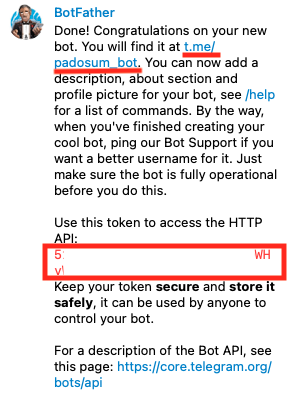 BotFather
Done! Congratulations on your new
bot. You will find it at t.me/
padosum_bot. You can now add a
description, about section and
profile picture for your bot, see /help
for a list of commands. By the way,
when you've finished creating your
cool bot, ping our Bot Support if you
want a better username for it. Just
make sure the bot is fully operational
before you do this.
Use this token to access the HTTP
API:
5 WH
Keep your token secure and store it
safely, it can be used by anyone to
control your bot.
For a description of the Bot API, see
this page: https://core.telegram.org/
bots/api